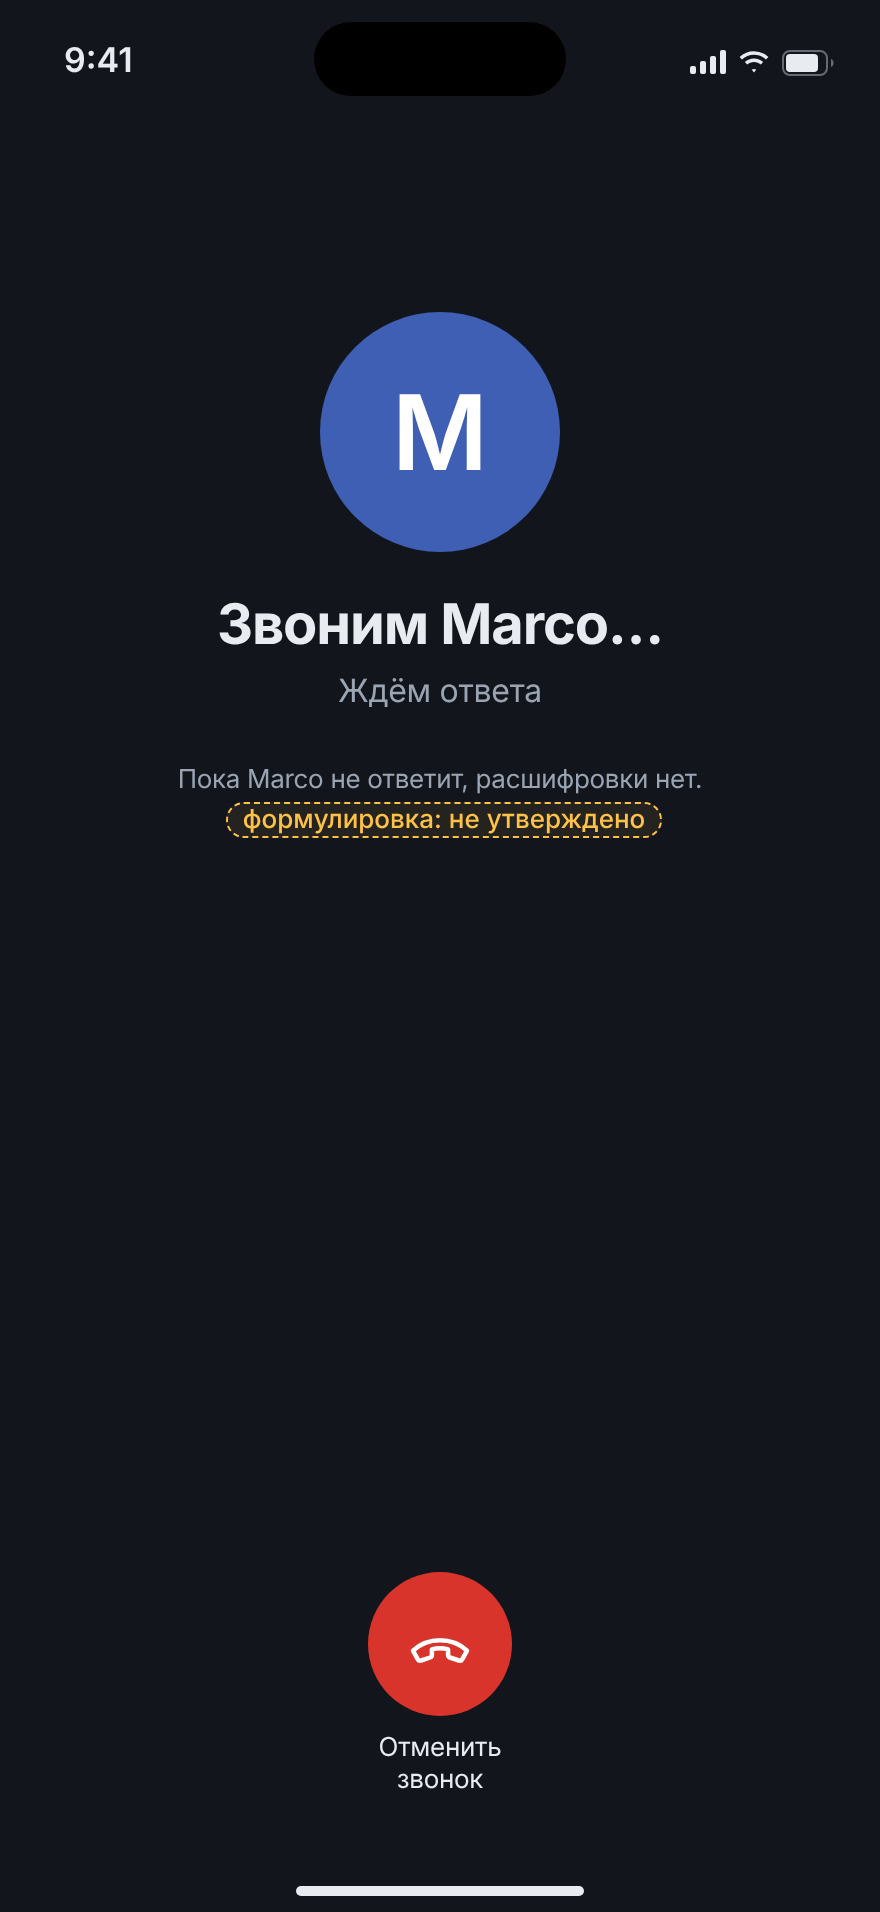 9:41
M
Звоним Marco…
Ждём ответа
Пока Marco не ответит, расшифровки нет.
формулировка: не утверждено
Отменить
звонок